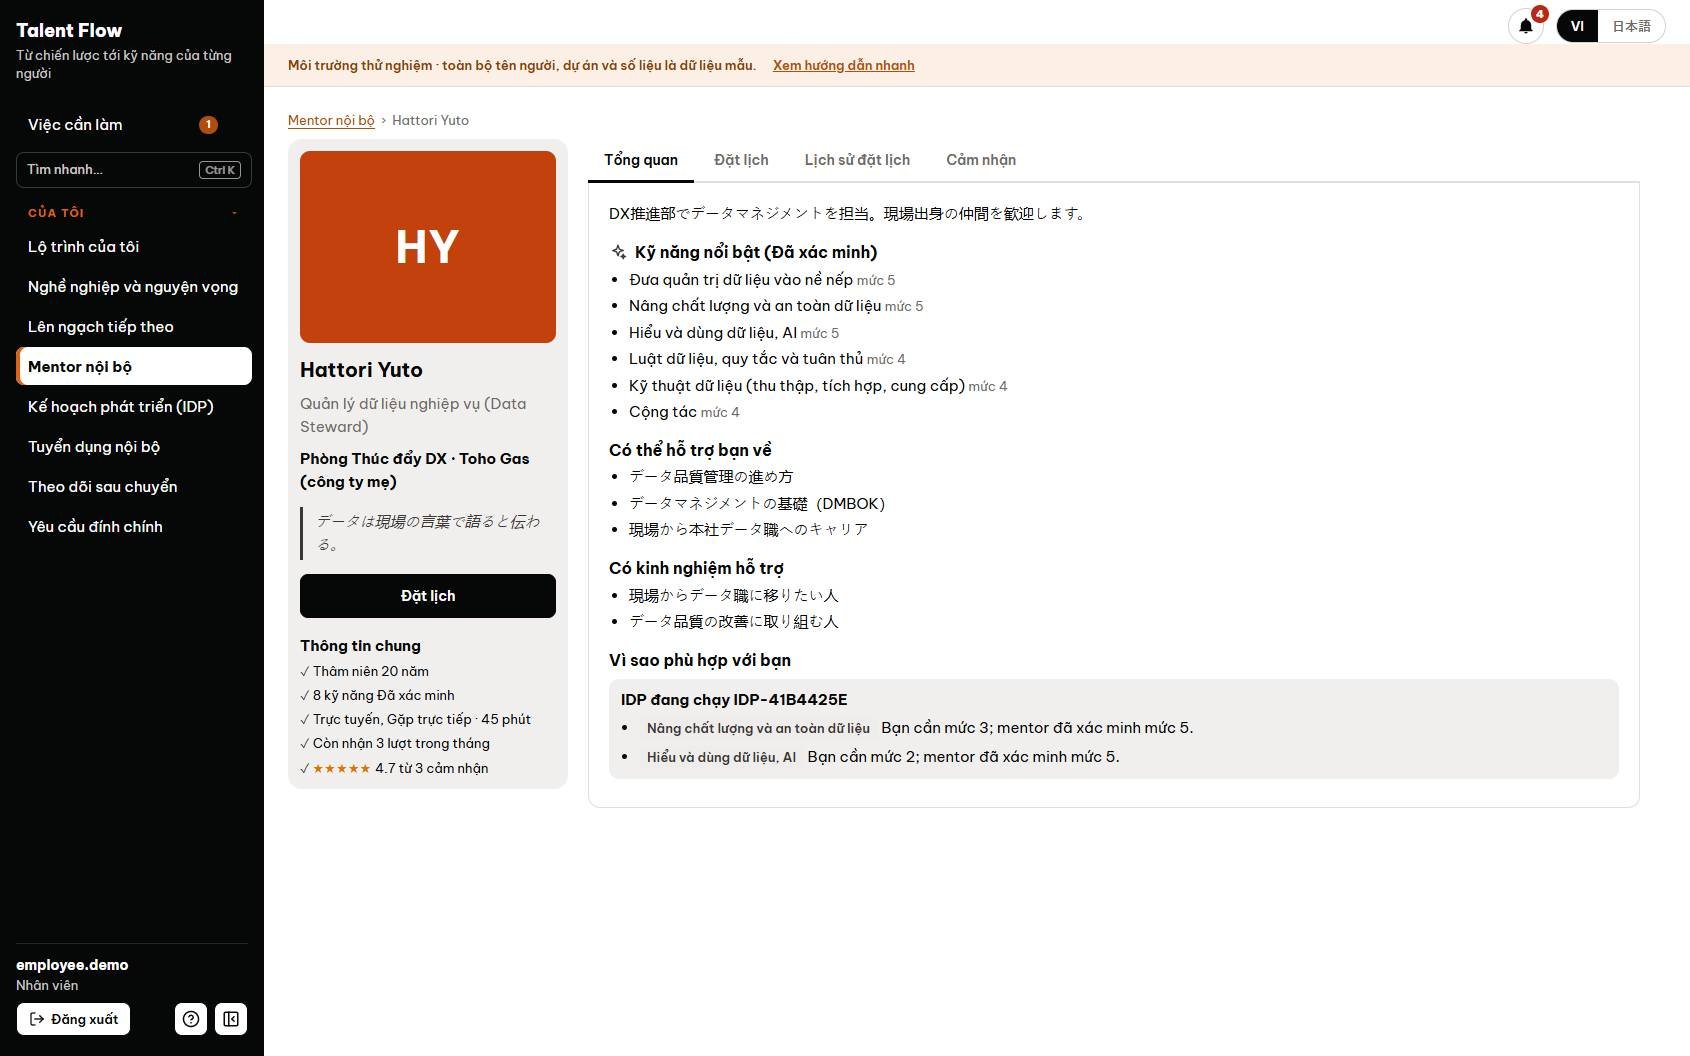 Talent Flow
Từ chiến lược tới kỹ năng của từng
người
Việc cần làm
1
Tìm nhanh...
Ctrl K
CỦA TÔI
Lộ trình của tôi
Nghề nghiệp và nguyện vọng
Lên ngạch tiếp theo
Mentor nội bộ
Kế hoạch phát triển (IDP)
Tuyển dụng nội bộ
Theo dõi sau chuyển
Yêu cầu đính chính
employee.demo
Nhân viên
Đăng xuất
4
VI
日本語
Môi trường thử nghiệm · toàn bộ tên người, dự án và số liệu là dữ liệu mẫu. Xem hướng dẫn nhanh
Mentor nội bộ › Hattori Yuto
HY
Hattori Yuto
Quản lý dữ liệu nghiệp vụ (Data
Steward)
Phòng Thúc đẩy DX · Toho Gas
(công ty mẹ)
データは現場の言葉で語ると伝わ
る。
Đặt lịch
Thông tin chung
✓ Thâm niên 20 năm
✓ 8 kỹ năng Đã xác minh
✓ Trực tuyến, Gặp trực tiếp · 45 phút
✓ Còn nhận 3 lượt trong tháng
✓ ★★★★★ 4.7 từ 3 cảm nhận
Tổng quan
Đặt lịch
Lịch sử đặt lịch
Cảm nhận
DX推進部でデータマネジメントを担当。現場出身の仲間を歓迎します。
Kỹ năng nổi bật (Đã xác minh)
• Đưa quản trị dữ liệu vào nề nếp mức 5
• Nâng chất lượng và an toàn dữ liệu mức 5
• Hiểu và dùng dữ liệu, AI mức 5
• Luật dữ liệu, quy tắc và tuân thủ mức 4
• Kỹ thuật dữ liệu (thu thập, tích hợp, cung cấp) mức 4
• Cộng tác mức 4
Có thể hỗ trợ bạn về
• データ品質管理の進め方
• データマネジメントの基礎（DMBOK）
• 現場から本社データ職へのキャリア
Có kinh nghiệm hỗ trợ
• 現場からデータ職に移りたい人
• データ品質の改善に取り組む人
Vì sao phù hợp với bạn
IDP đang chạy IDP-41B4425E
• Nâng chất lượng và an toàn dữ liệu Bạn cần mức 3; mentor đã xác minh mức 5.
• Hiểu và dùng dữ liệu, AI Bạn cần mức 2; mentor đã xác minh mức 5.